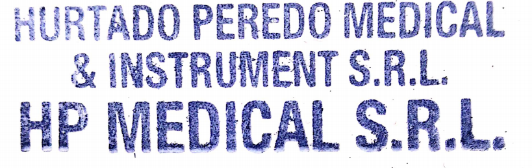 HURTADO PEREDO MEDICAL
& INSTRUMENT S.R.L.
HP MEDICAL S.R.L.